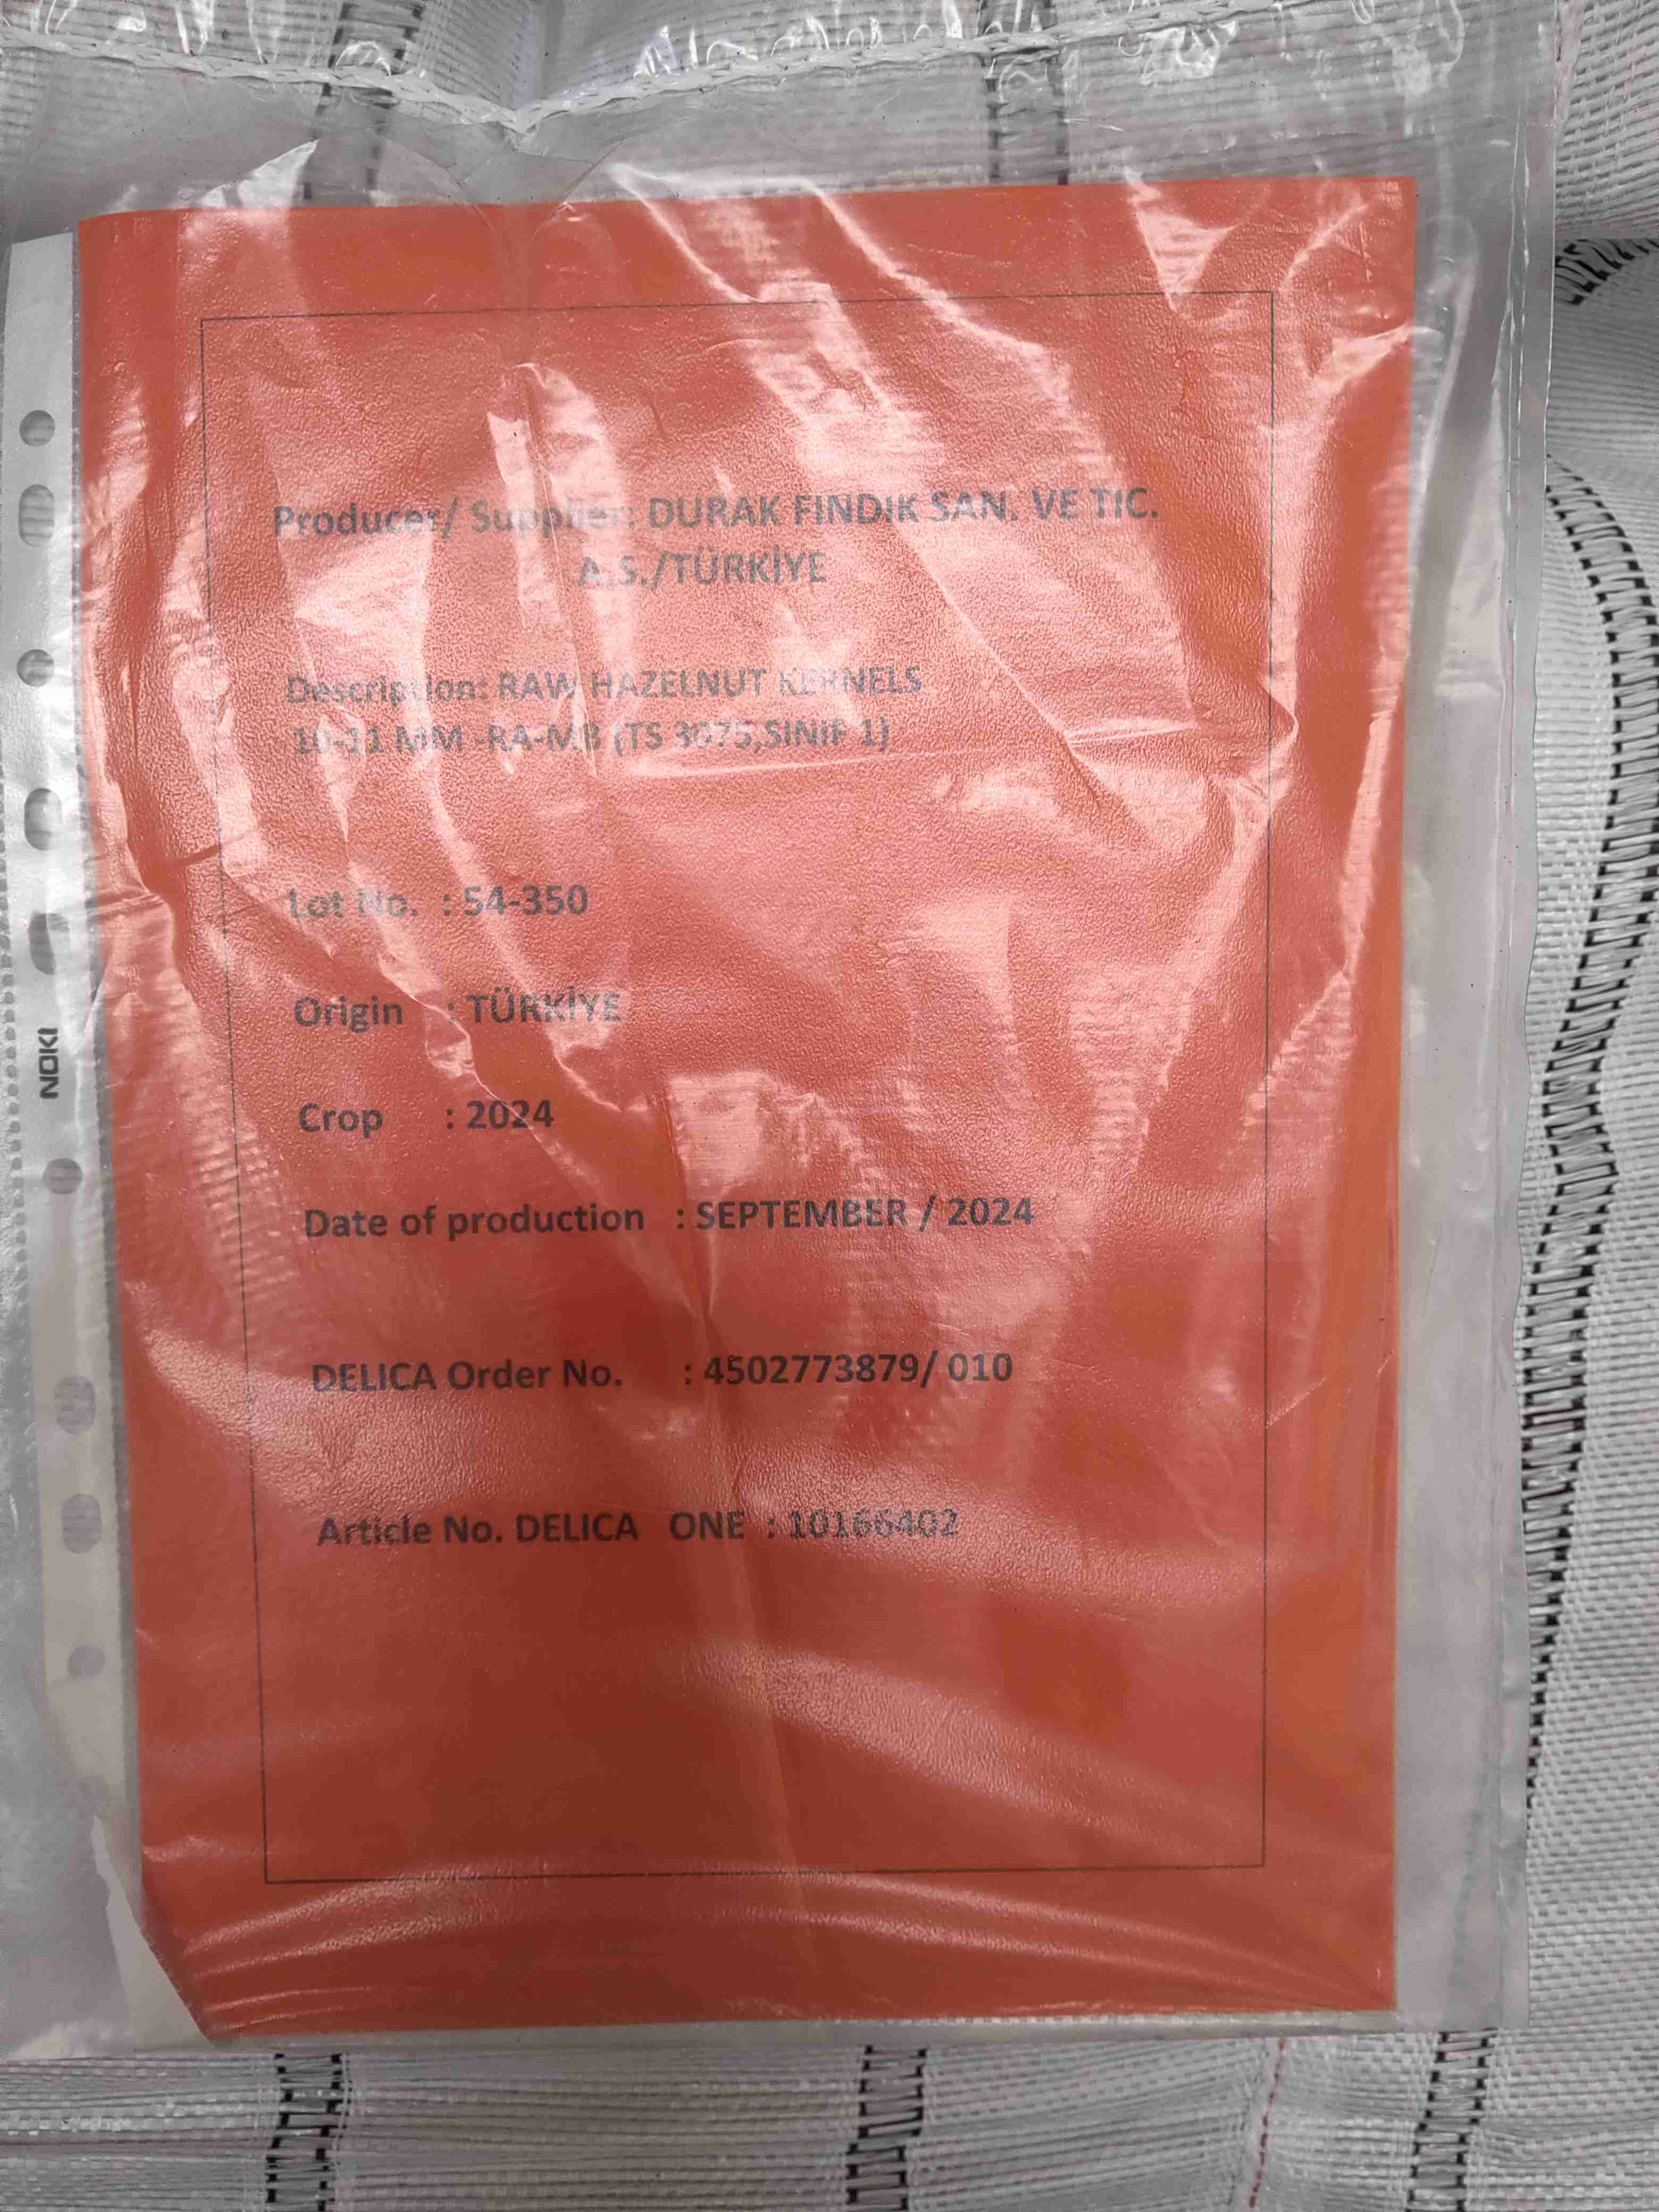 Producer/ Supplier: DURAK FINDIK SAN. VE TIC.
A.S./TÜRKİYE
Description: RAW HAZELNUT KERNELS
10-11 MM -RA-MB (TS 3075,SINIF 1)
Lot No. : 54-350
Origin : TÜRKİYE
Crop : 2024
Date of production : SEPTEMBER / 2024
DELICA Order No. : 4502773879/ 010
Article No. DELICA ONE : 10166402
NOKI